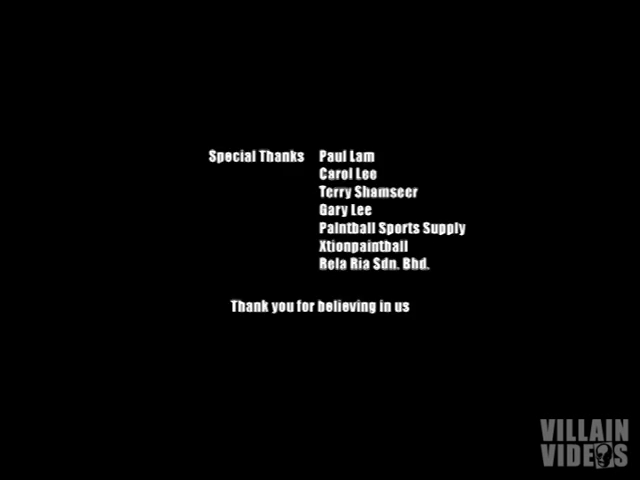 Special Thanks Paul Lam
Carol Lee
Terry Shamseer
Gary Lee
Paintball Sports Supply
Xtionpaintball
Rela Ria Sdn. Bhd.
Thank you for believing in us
VILLAIN
VIDEOS